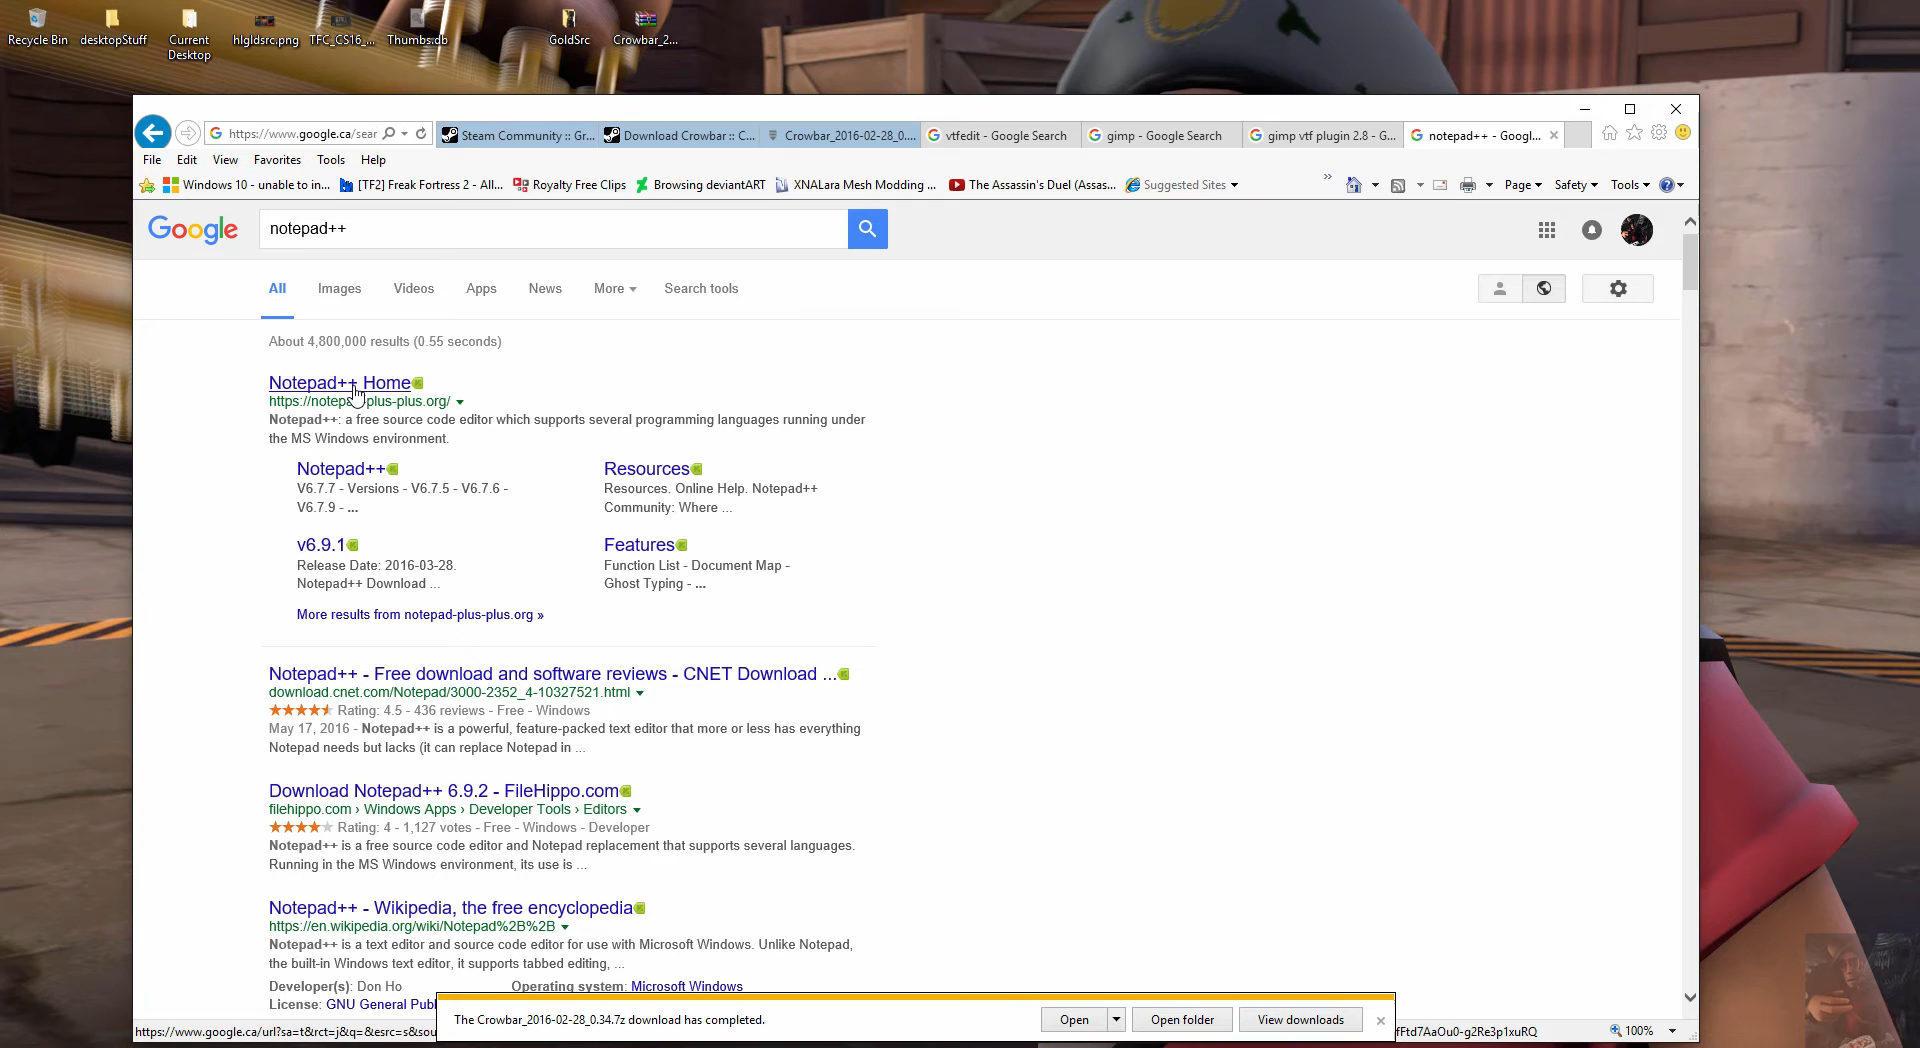 Recycle Bin
desktopStuff
Current Desktop
hlgldsrc.png
TFC_CS16_...
Thumbs.db
GoldSrc
Crowbar_2...
https://www.google.ca/sear
Steam Community :: Gr...
Download Crowbar :: C...
Crowbar_2016-02-28_0....
vtfedit - Google Search
gimp - Google Search
gimp vtf plugin 2.8 - G...
notepad++ - Googl...
File Edit View Favorites Tools Help
Windows 10 - unable to in...
[TF2] Freak Fortress 2 - All...
Royalty Free Clips
Browsing deviantART
XNALara Mesh Modding ...
The Assassin's Duel (Assas...
Suggested Sites
»
Page
Safety
Tools
Google
notepad++
All Images Videos Apps News More Search tools
About 4,800,000 results (0.55 seconds)
Notepad++ Home
https://notepad-plus-plus.org/
Notepad++: a free source code editor which supports several programming languages running under
the MS Windows environment.
Notepad++
V6.7.7 - Versions - V6.7.5 - V6.7.6 -
V6.7.9 - ...
Resources
Resources. Online Help. Notepad++
Community: Where ...
v6.9.1
Release Date: 2016-03-28.
Notepad++ Download ...
Features
Function List - Document Map -
Ghost Typing - ...
More results from notepad-plus-plus.org »
Notepad++ - Free download and software reviews - CNET Download ...
download.cnet.com/Notepad/3000-2352_4-10327521.html
Rating: 4.5 - 436 reviews - Free - Windows
May 17, 2016 - Notepad++ is a powerful, feature-packed text editor that more or less has everything
Notepad needs but lacks (it can replace Notepad in ...
Download Notepad++ 6.9.2 - FileHippo.com
filehippo.com › Windows Apps › Developer Tools › Editors
Rating: 4 - 1,127 votes - Free - Windows - Developer
Notepad++ is a free source code editor and Notepad replacement that supports several languages.
Running in the MS Windows environment, its use is ...
Notepad++ - Wikipedia, the free encyclopedia
https://en.wikipedia.org/wiki/Notepad%2B%2B
Notepad++ is a text editor and source code editor for use with Microsoft Windows. Unlike Notepad,
the built-in Windows text editor, it supports tabbed editing, ...
Developer(s): Don Ho
Operating system: Microsoft Windows
License: GNU General Publ
The Crowbar_2016-02-28_0.34.7z download has completed.
Open
Open folder
View downloads
https://www.google.ca/url?sa=t&rct=j&q=&esrc=s&sou
fFtd7AaOu0-g2Re3p1xuRQ
100%